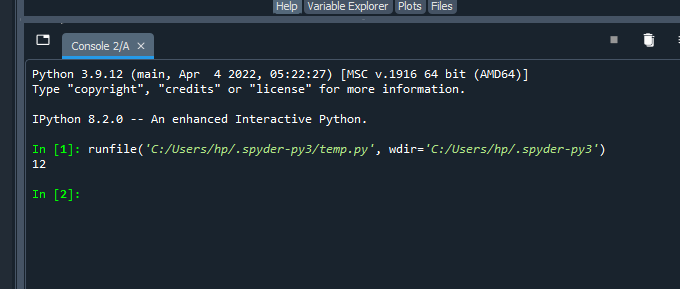 Help Variable Explorer Plots Files
Console 2/A
Python 3.9.12 (main, Apr  4 2022, 05:22:27) [MSC v.1916 64 bit (AMD64)]
Type "copyright", "credits" or "license" for more information.
IPython 8.2.0 -- An enhanced Interactive Python.
In [1]: runfile('C:/Users/hp/.spyder-py3/temp.py', wdir='C:/Users/hp/.spyder-py3')
12
In [2]: